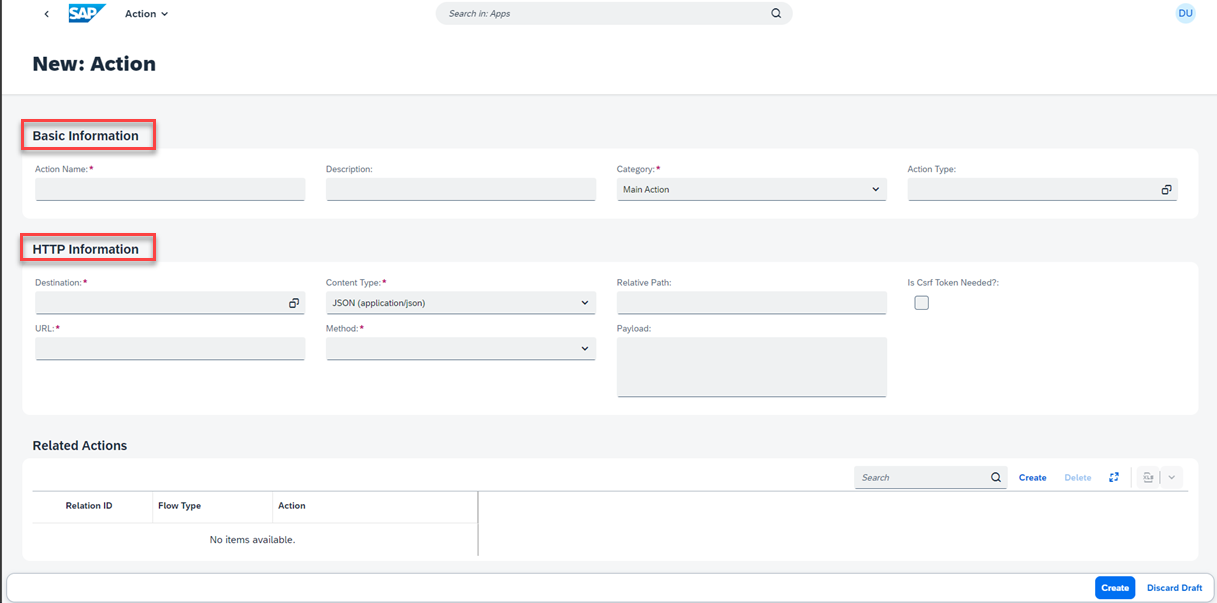 SAP Action Search in: Apps DU
New: Action
Basic Information
Action Name:* Description: Category:* Action Type:
Main Action
HTTP Information
Destination:* Content Type:* Relative Path: Is Csrf Token Needed?:
JSON (application/json)
URL:* Method:* Payload:
Related Actions
Search Create Delete
Relation ID Flow Type Action
No items available.
Create Discard Draft